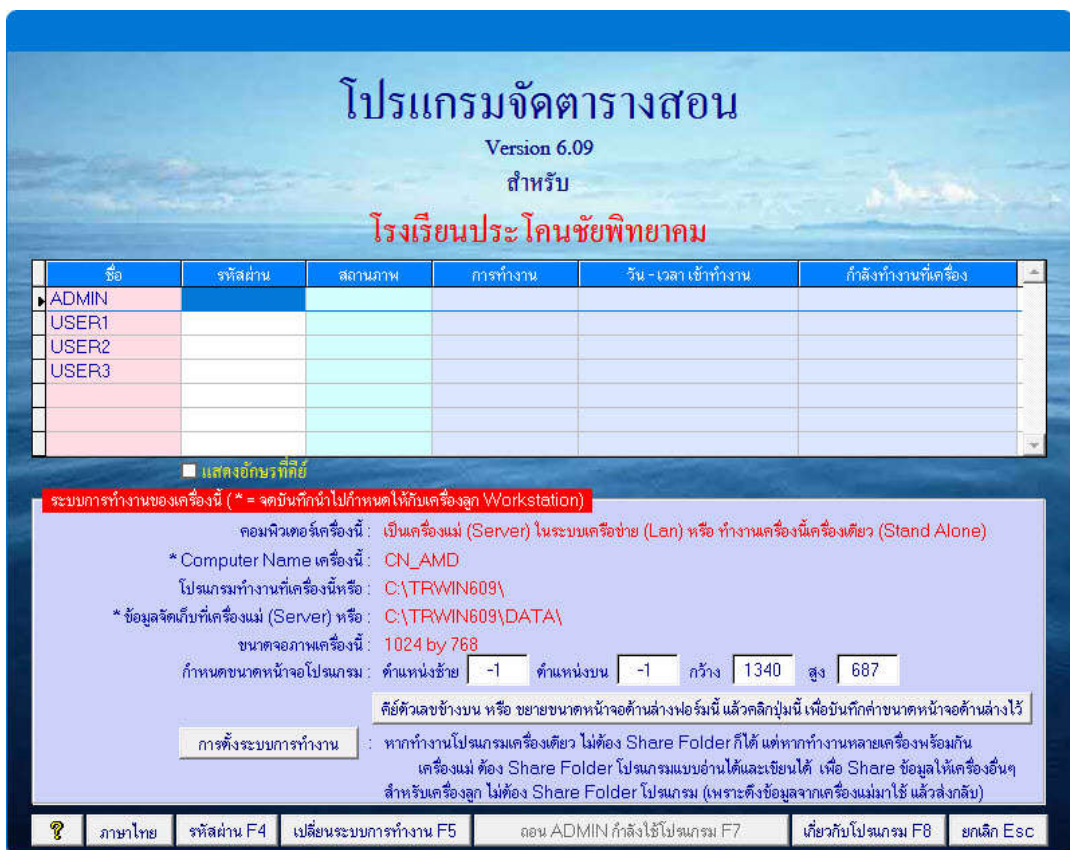 โปรแกรมจัดตารางสอน
Version 6.09
สำหรับ
โรงเรียนประโคนชัยพิทยาคม
ชื่อ รหัสผ่าน สถานภาพ การทำงาน วัน - เวลา เข้าทำงาน กำลังทำงานที่เครื่อง
ADMIN
USER1
USER2
USER3
แสดงอักษรที่คีย์
ระบบการทำงานของเครื่องนี้ ( * = จดบันทึกนำไปกำหนดให้กับเครื่องลูก Workstation)
คอมพิวเตอร์เครื่องนี้ : เป็นเครื่องแม่ (Server) ในระบบเครือข่าย (Lan) หรือ ทำงานเครื่องนี้เครื่องเดียว (Stand Alone)
* Computer Name เครื่องนี้ : CN_AMD
โปรแกรมทำงานที่เครื่องนี้หรือ : C:\TRWIN609\
* ข้อมูลจัดเก็บที่เครื่องแม่ (Server) หรือ : C:\TRWIN609\DATA\
ขนาดจอภาพเครื่องนี้ : 1024 by 768
กำหนดขนาดหน้าจอโปรแกรม : ตำแหน่งซ้าย -1 ตำแหน่งบน -1 กว้าง 1340 สูง 687
คีย์ตัวเลขข้างบน หรือ ขยายขนาดหน้าจอด้านล่างฟอร์มนี้ แล้วคลิกปุ่มนี้ เพื่อบันทึกค่าขนาดหน้าจอด้านล่างไว้
การตั้งระบบการทำงาน : หากทำงานโปรแกรมเครื่องเดียว ไม่ต้อง Share Folder ก็ได้ แต่หากทำงานหลายเครื่องพร้อมกัน
เครื่องแม่ ต้อง Share Folder โปรแกรมแบบอ่านได้และเขียนได้ เพื่อ Share ข้อมูลให้เครื่องอื่นๆ
สำหรับเครื่องลูก ไม่ต้อง Share Folder โปรแกรม (เพราะดึงข้อมูลจากเครื่องแม่มาใช้ แล้วส่งกลับ)
? ภาษาไทย รหัสผ่าน F4 เปลี่ยนระบบการทำงาน F5 ถอน ADMIN กำลังใช้โปรแกรม F7 เกี่ยวกับโปรแกรม F8 ยกเลิก Esc